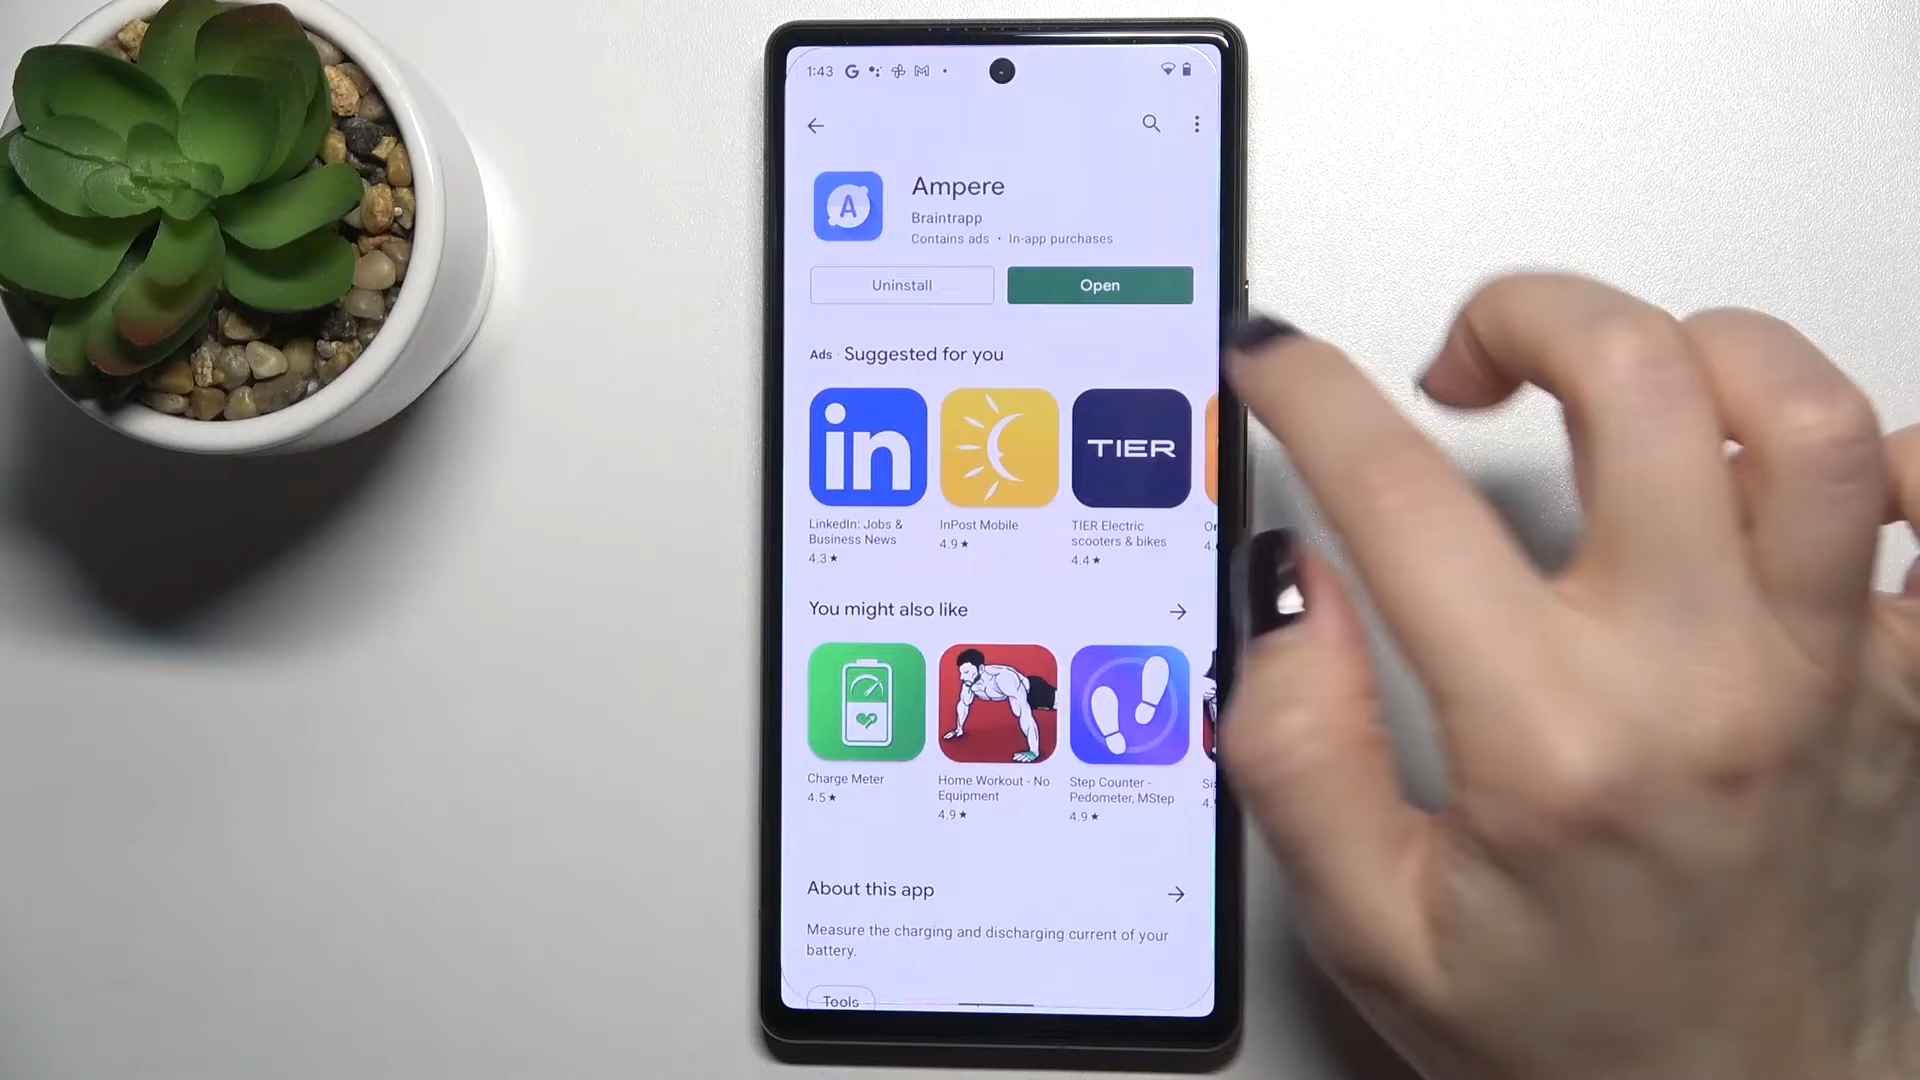 1:43
Ampere
Braintrapp
Contains ads • In-app purchases
Uninstall
Open
Ads · Suggested for you
in
TIER
LinkedIn: Jobs & Business News
4.3★
InPost Mobile
4.9★
TIER Electric scooters & bikes
4.4★
You might also like
Charge Meter
4.5★
Home Workout - No Equipment
4.9★
Step Counter - Pedometer, MStep
4.9★
About this app
Measure the charging and discharging current of your
battery.
Tools